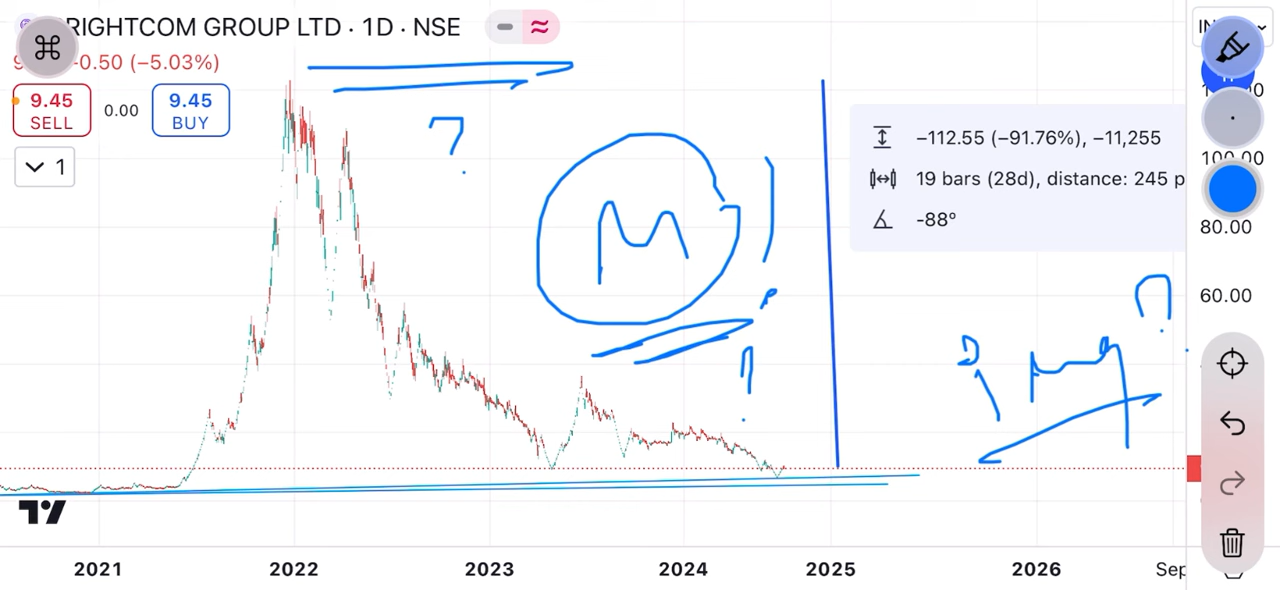 RIGHTCOM GROUP LTD · 1D · NSE
-0.50 (−5.03%)
9.45
SELL
0.00
9.45
BUY
1
?
M
−112.55 (−91.76%), −11,255
19 bars (28d), distance: 245 p
-88°
100.00
80.00
60.00
?
2021
2022
2023
2024
2025
2026
Sep